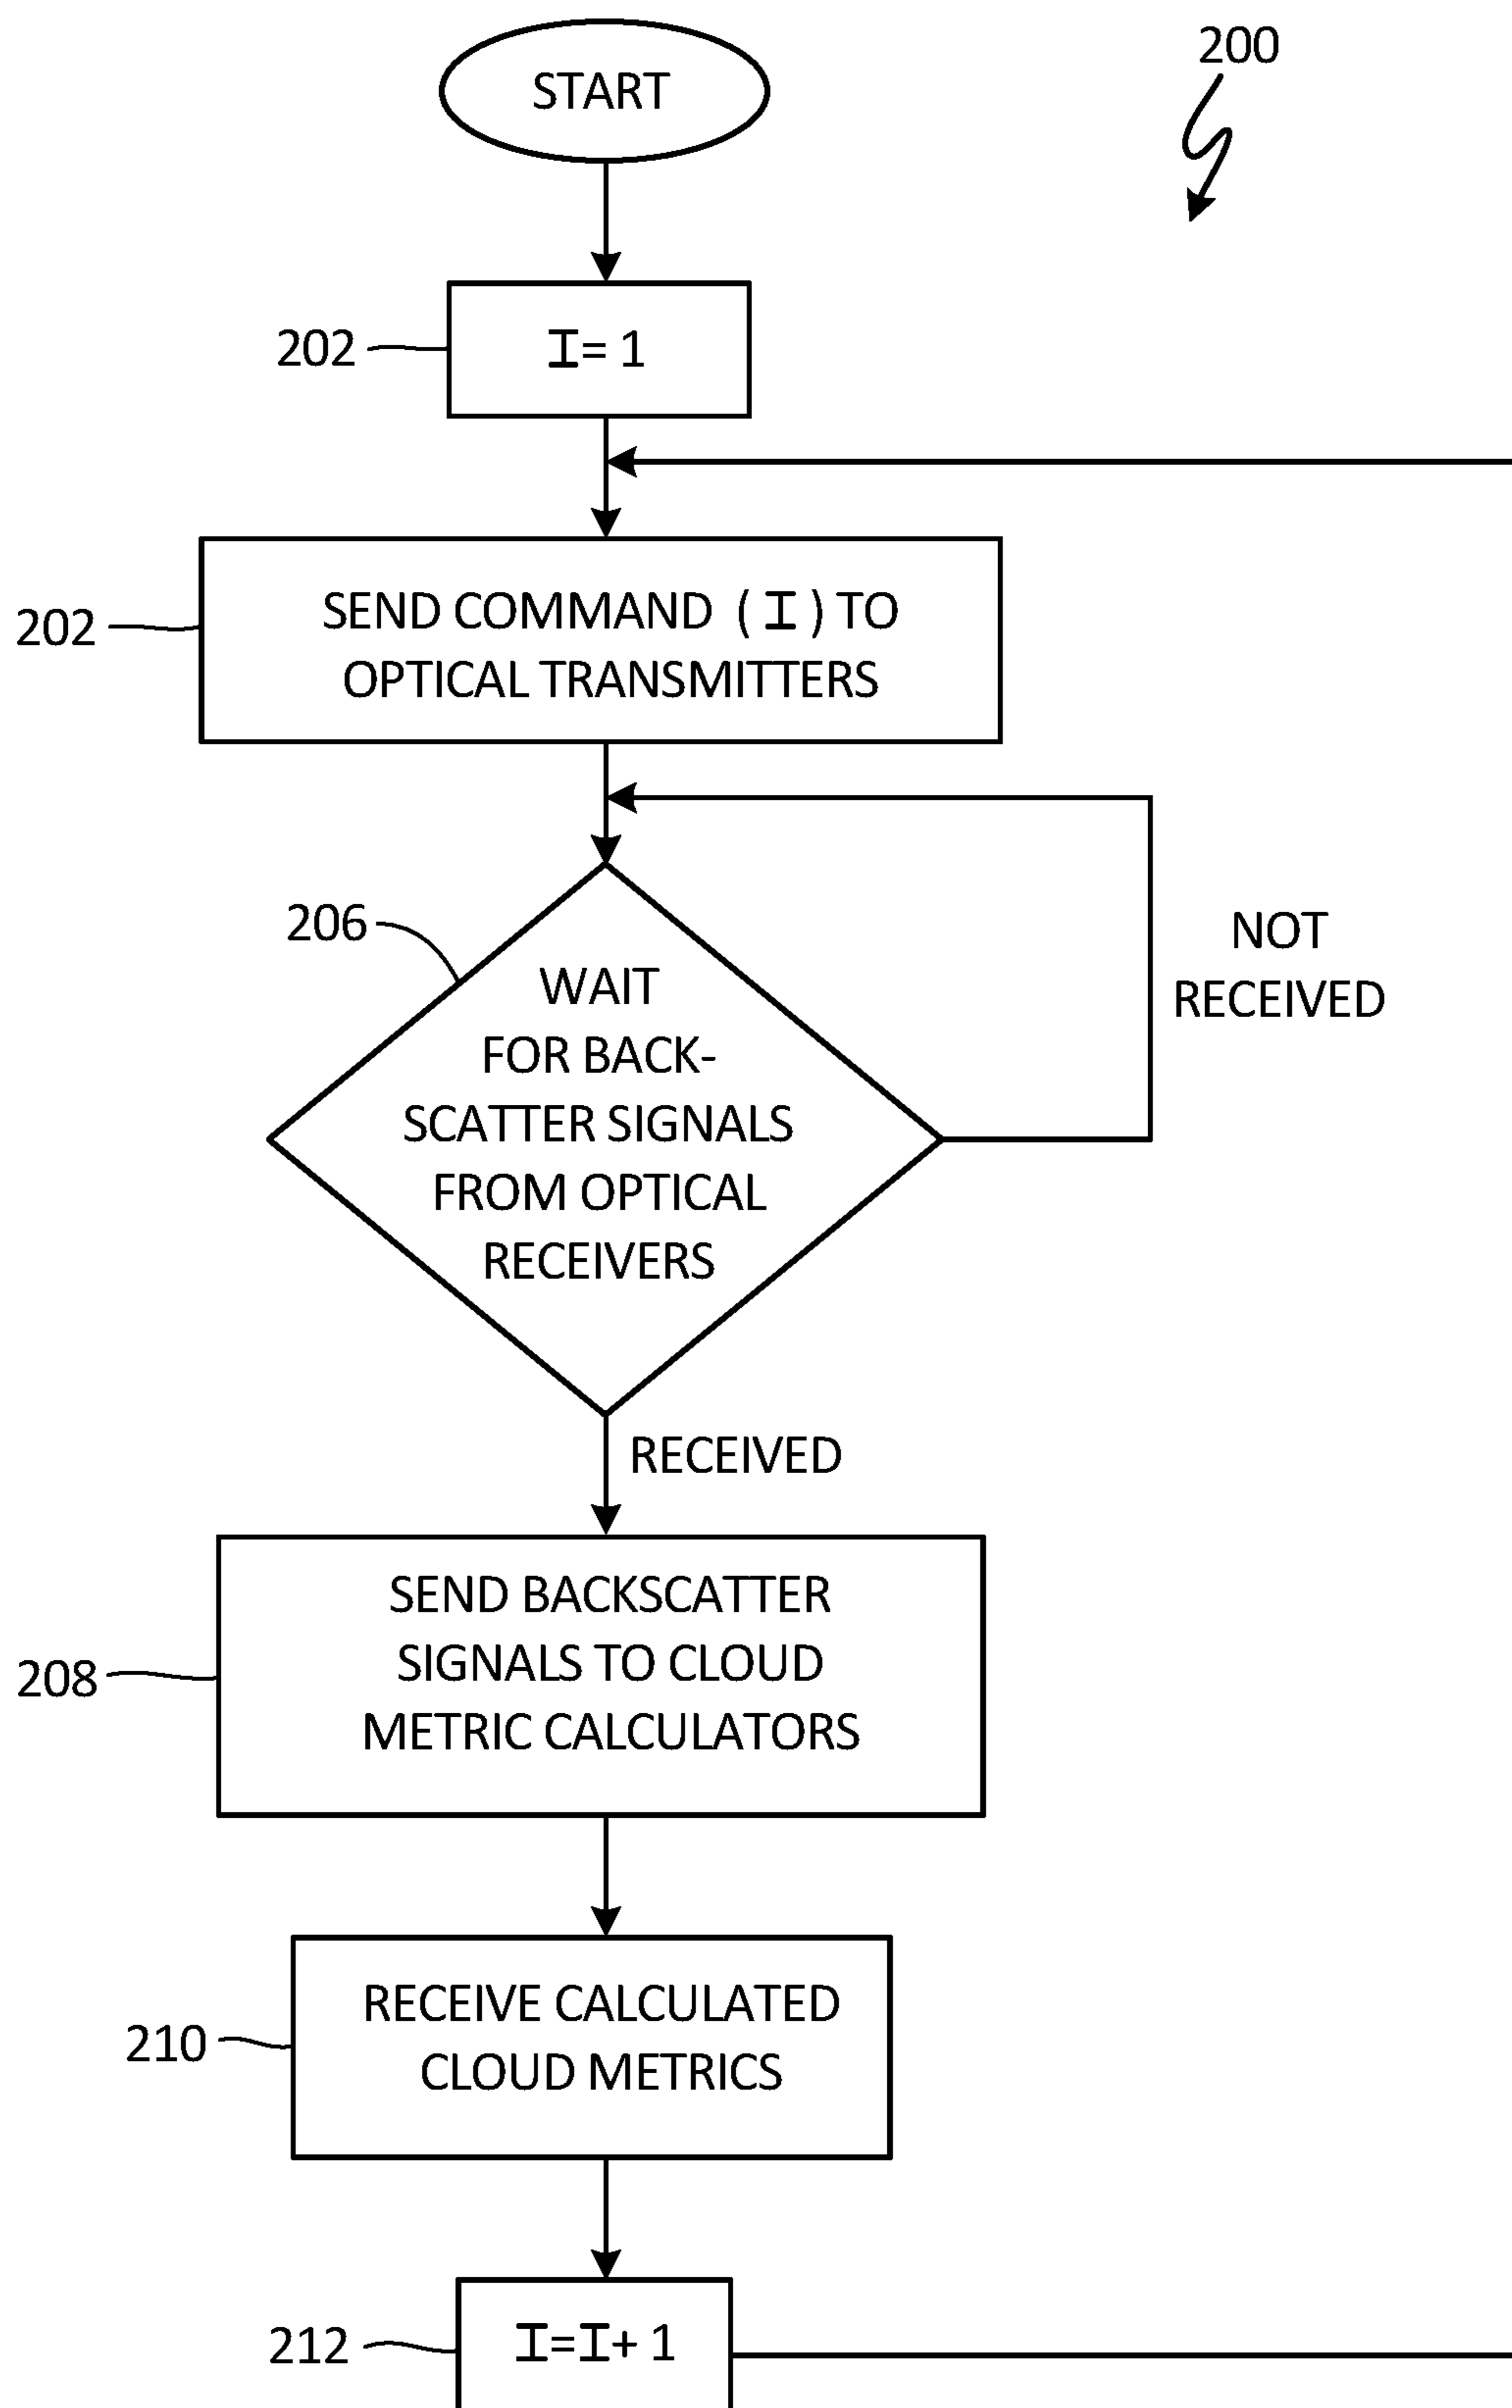 START
200
202
I= 1
202
SEND COMMAND (I) TO
OPTICAL TRANSMITTERS
206
WAIT
FOR BACK-
SCATTER SIGNALS
FROM OPTICAL
RECEIVERS
NOT
RECEIVED
RECEIVED
208
SEND BACKSCATTER
SIGNALS TO CLOUD
METRIC CALCULATORS
210
RECEIVE CALCULATED
CLOUD METRICS
212
I=I+ 1